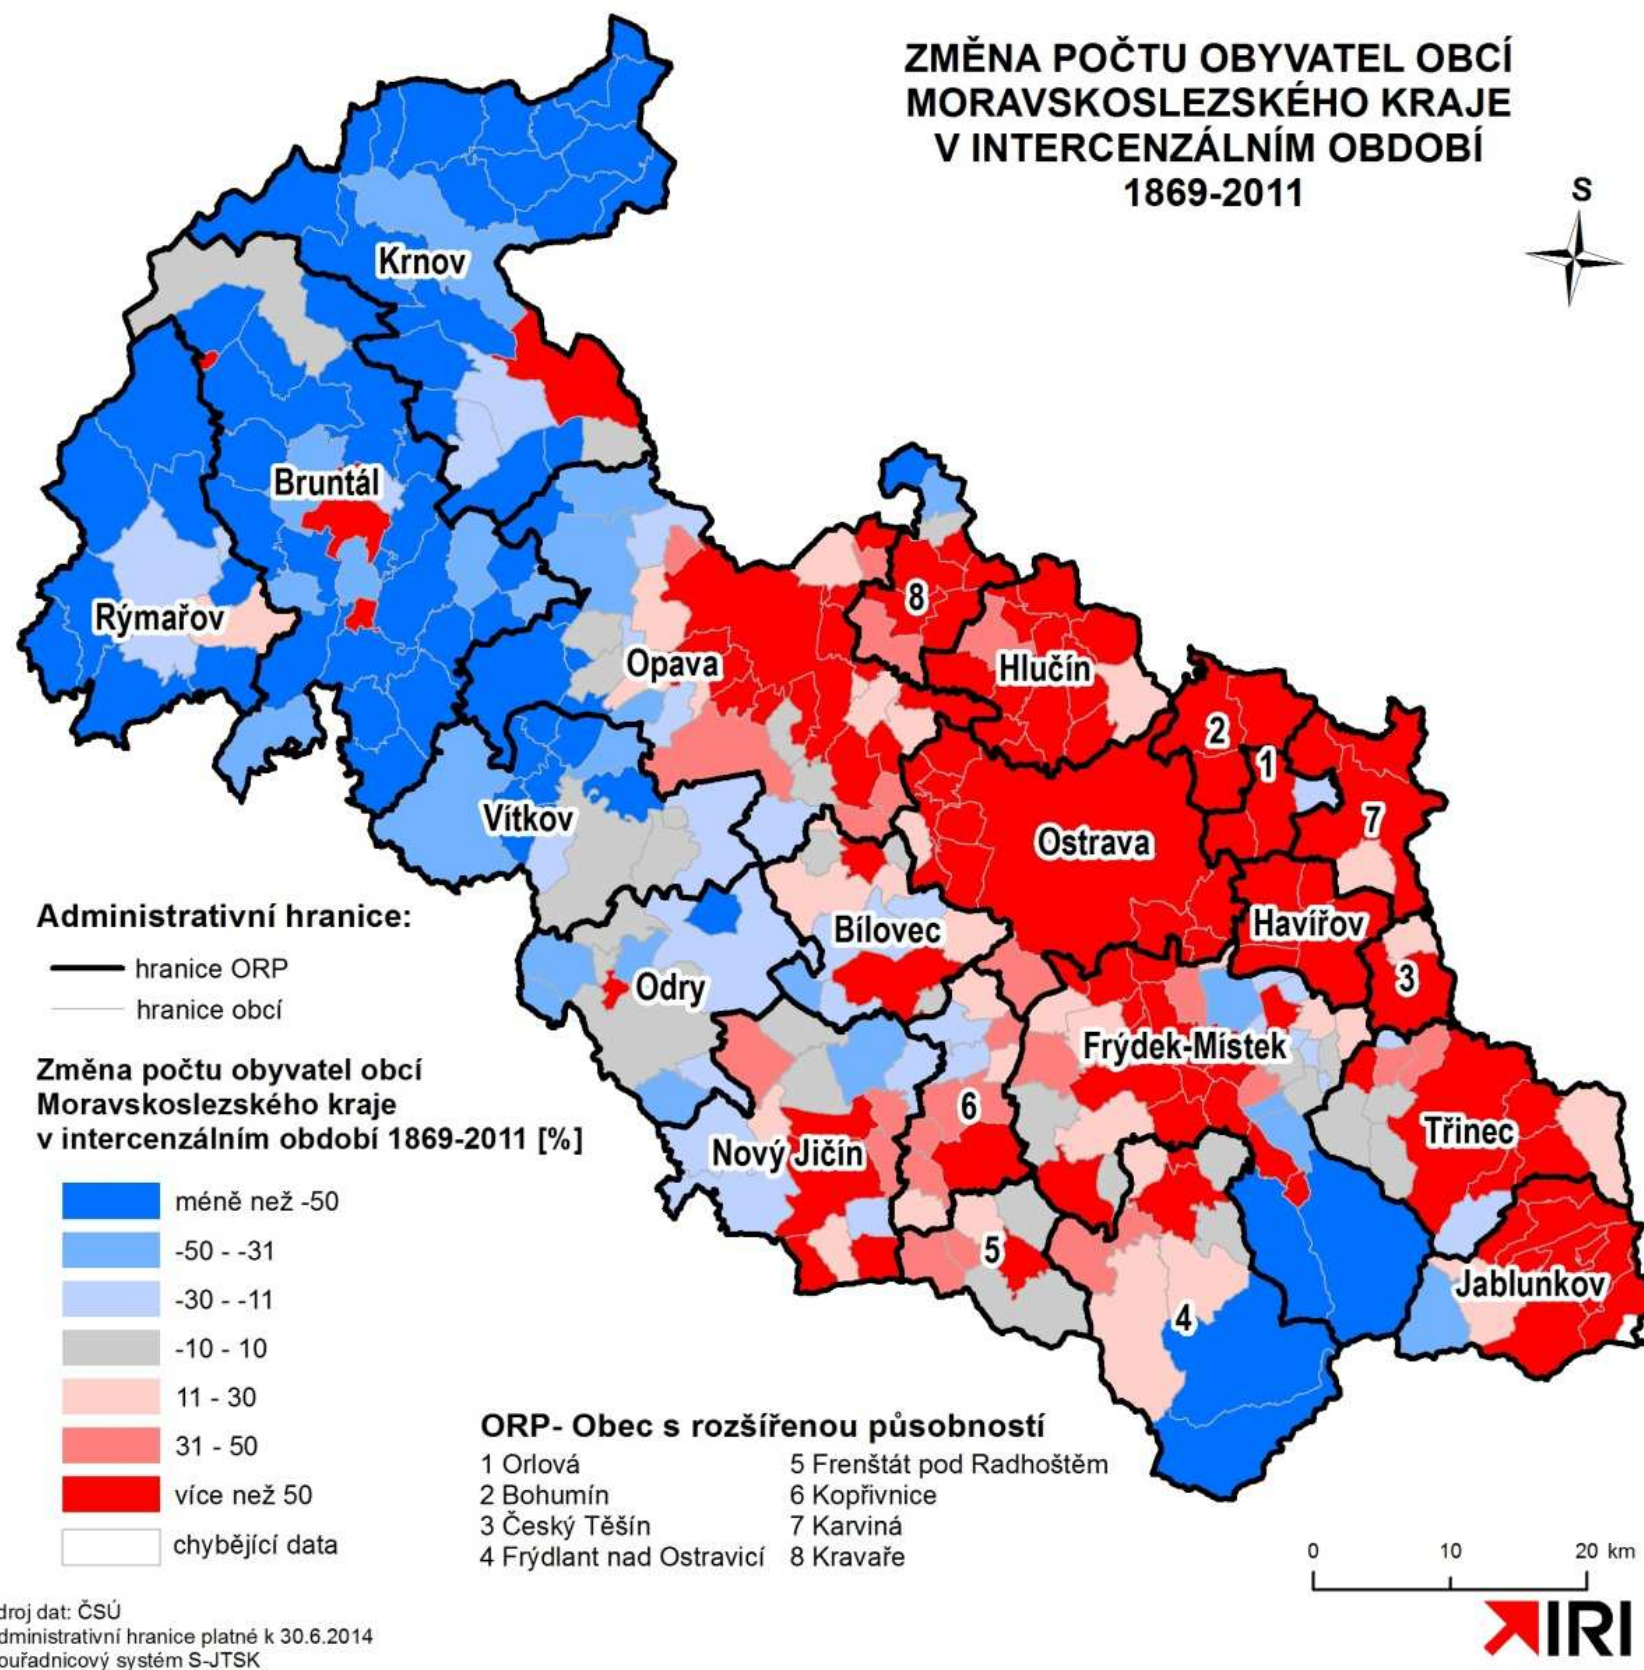 ZMĚNA POČTU OBYVATEL OBCÍ
MORAVSKOSLEZSKÉHO KRAJE
V INTERCENZÁLNÍM OBDOBÍ
1869-2011
S
Krnov
Bruntál
Rýmařov
8
Opava
Hlučín
2
1
Vítkov
7
Ostrava
Havířov
Bílovec
3
Odry
Frýdek-Místek
6
Třinec
Nový Jičín
5
Jablunkov
4
Administrativní hranice:
hranice ORP
hranice obcí
Změna počtu obyvatel obcí
Moravskoslezského kraje
v intercenzálním období 1869-2011 [%]
méně než -50
-50 - -31
-30 - -11
-10 - 10
11 - 30
31 - 50
více než 50
chybějící data
ORP- Obec s rozšířenou působností
1 Orlová
2 Bohumín
3 Český Těšín
4 Frýdlant nad Ostravicí
5 Frenštát pod Radhoštěm
6 Kopřivnice
7 Karviná
8 Kravaře
0 10 20 km
IRI
droj dat: ČSÚ
dministrativní hranice platné k 30.6.2014
ouřadnicový systém S-JTSK